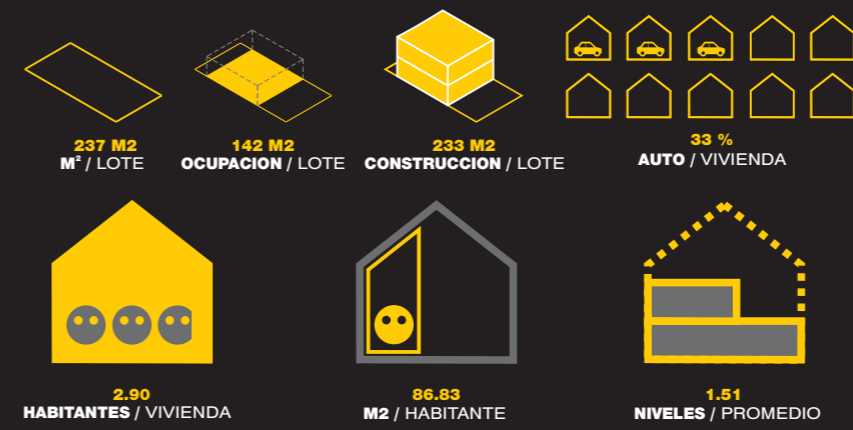 237 M2
M² / LOTE
142 M2
OCUPACION / LOTE
233 M2
CONSTRUCCION / LOTE
33 %
AUTO / VIVIENDA
2.90
HABITANTES / VIVIENDA
86.83
M2 / HABITANTE
1.51
NIVELES / PROMEDIO